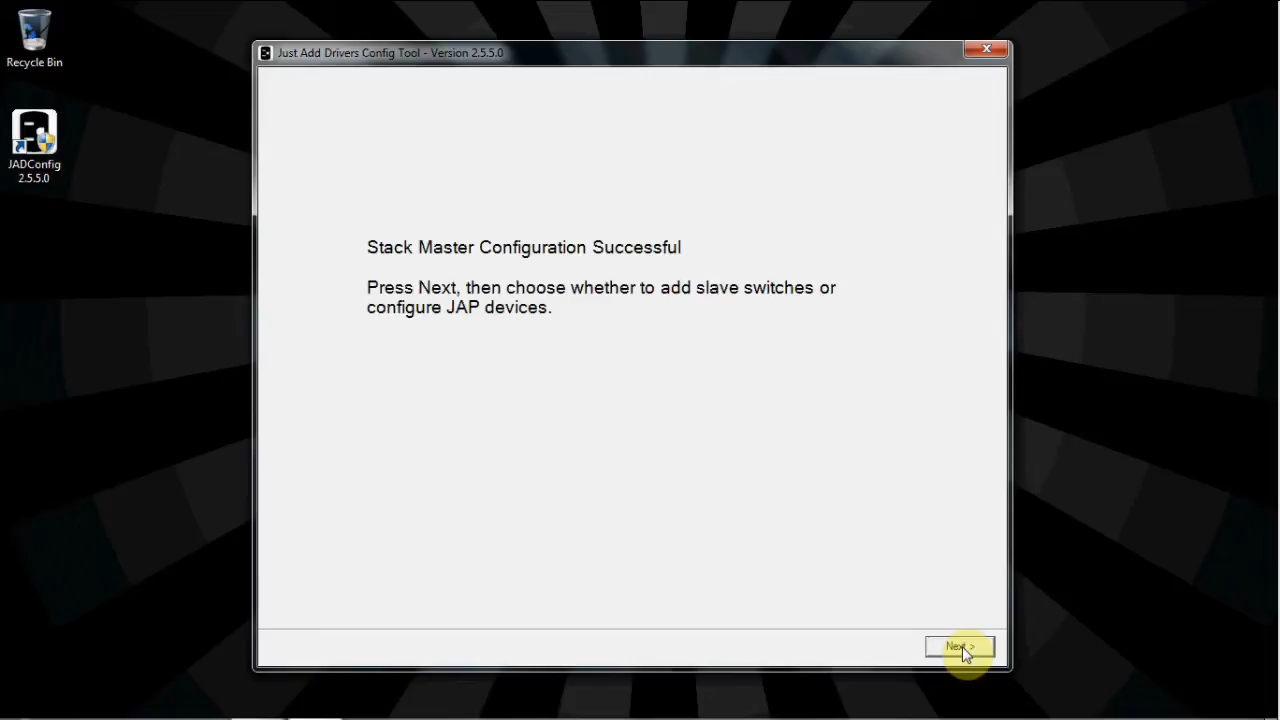 Recycle Bin
JADConfig
2.5.5.0
Just Add Drivers Config Tool - Version 2.5.5.0
Stack Master Configuration Successful
Press Next, then choose whether to add slave switches or
configure JAP devices.
Next >